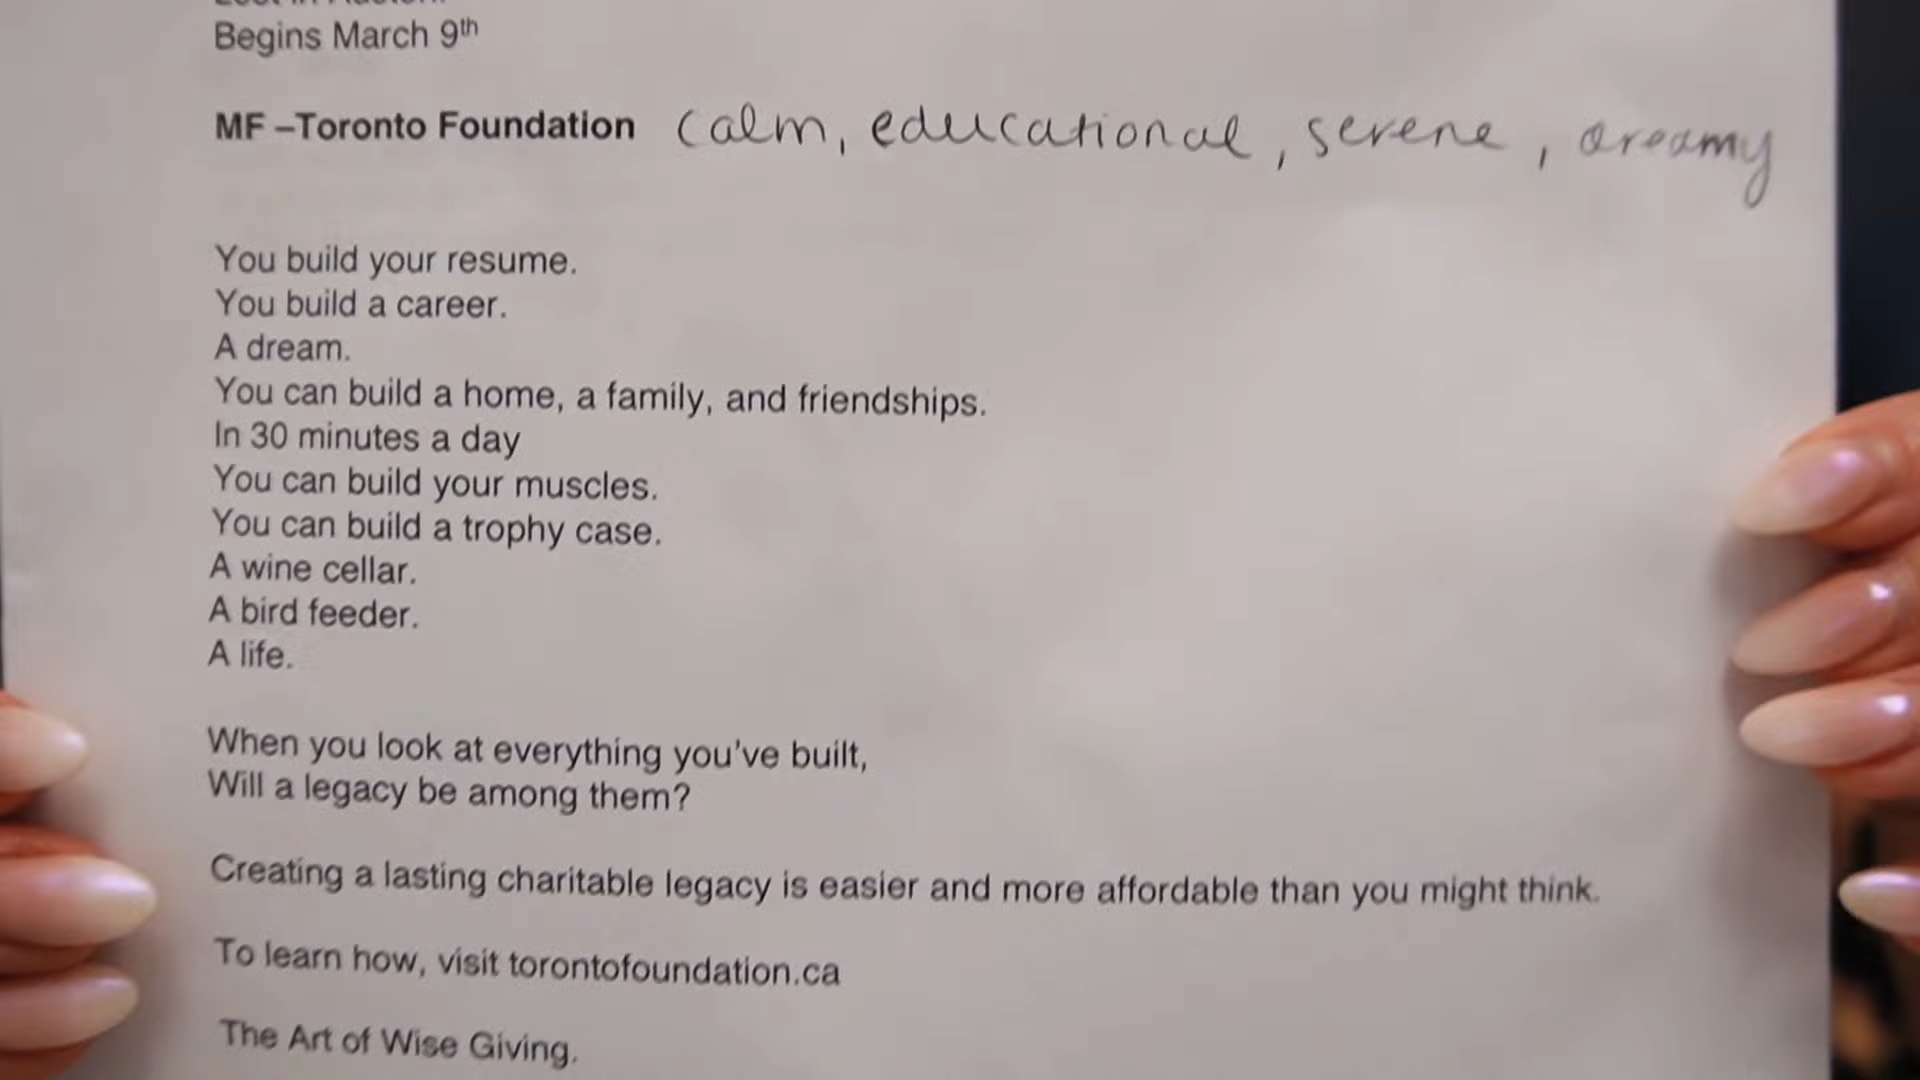 Begins March 9th
MF –Toronto Foundation calm, educational, serene, dreamy
You build your resume.
You build a career.
A dream.
You can build a home, a family, and friendships.
In 30 minutes a day
You can build your muscles.
You can build a trophy case.
A wine cellar.
A bird feeder.
A life.
When you look at everything you've built,
Will a legacy be among them?
Creating a lasting charitable legacy is easier and more affordable than you might think.
To learn how, visit torontofoundation.ca
The Art of Wise Giving.